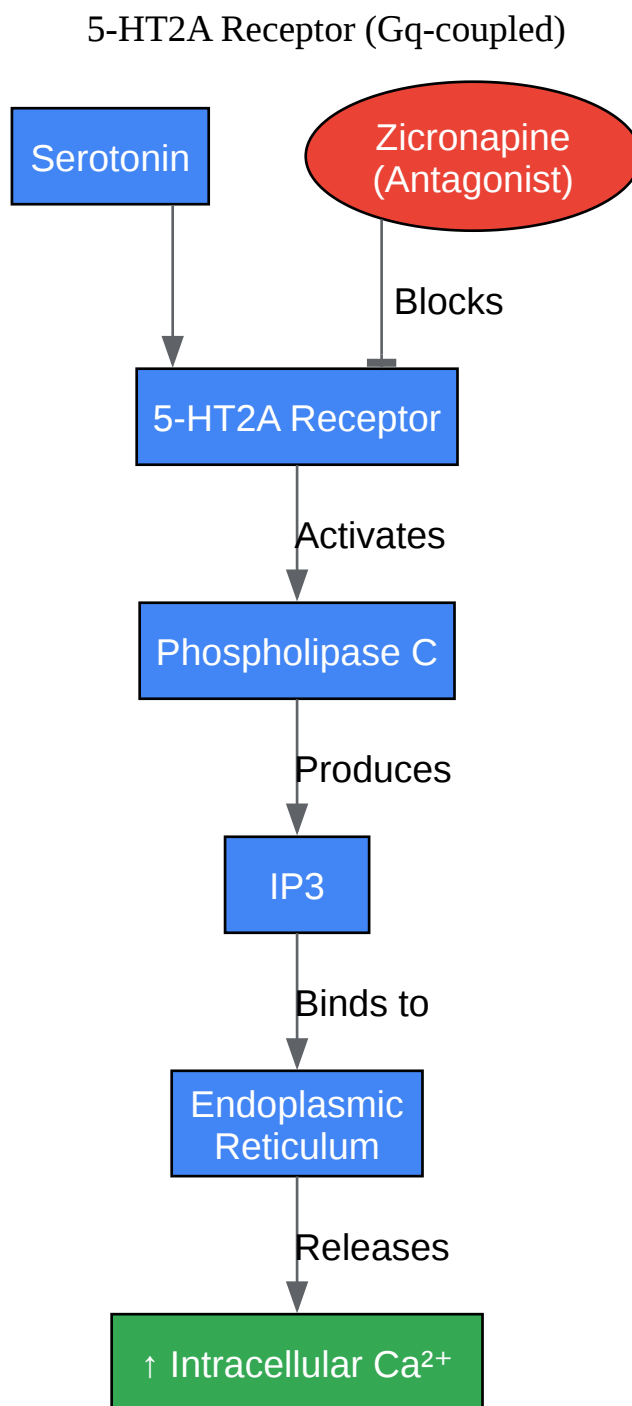 5-HT2A Receptor (Gq-coupled)
Serotonin
Zicronapine
(Antagonist)
Blocks
5-HT2A Receptor
Activates
Phospholipase C
Produces
IP3
Binds to
Endoplasmic
Reticulum
Releases
↑ Intracellular Ca²⁺